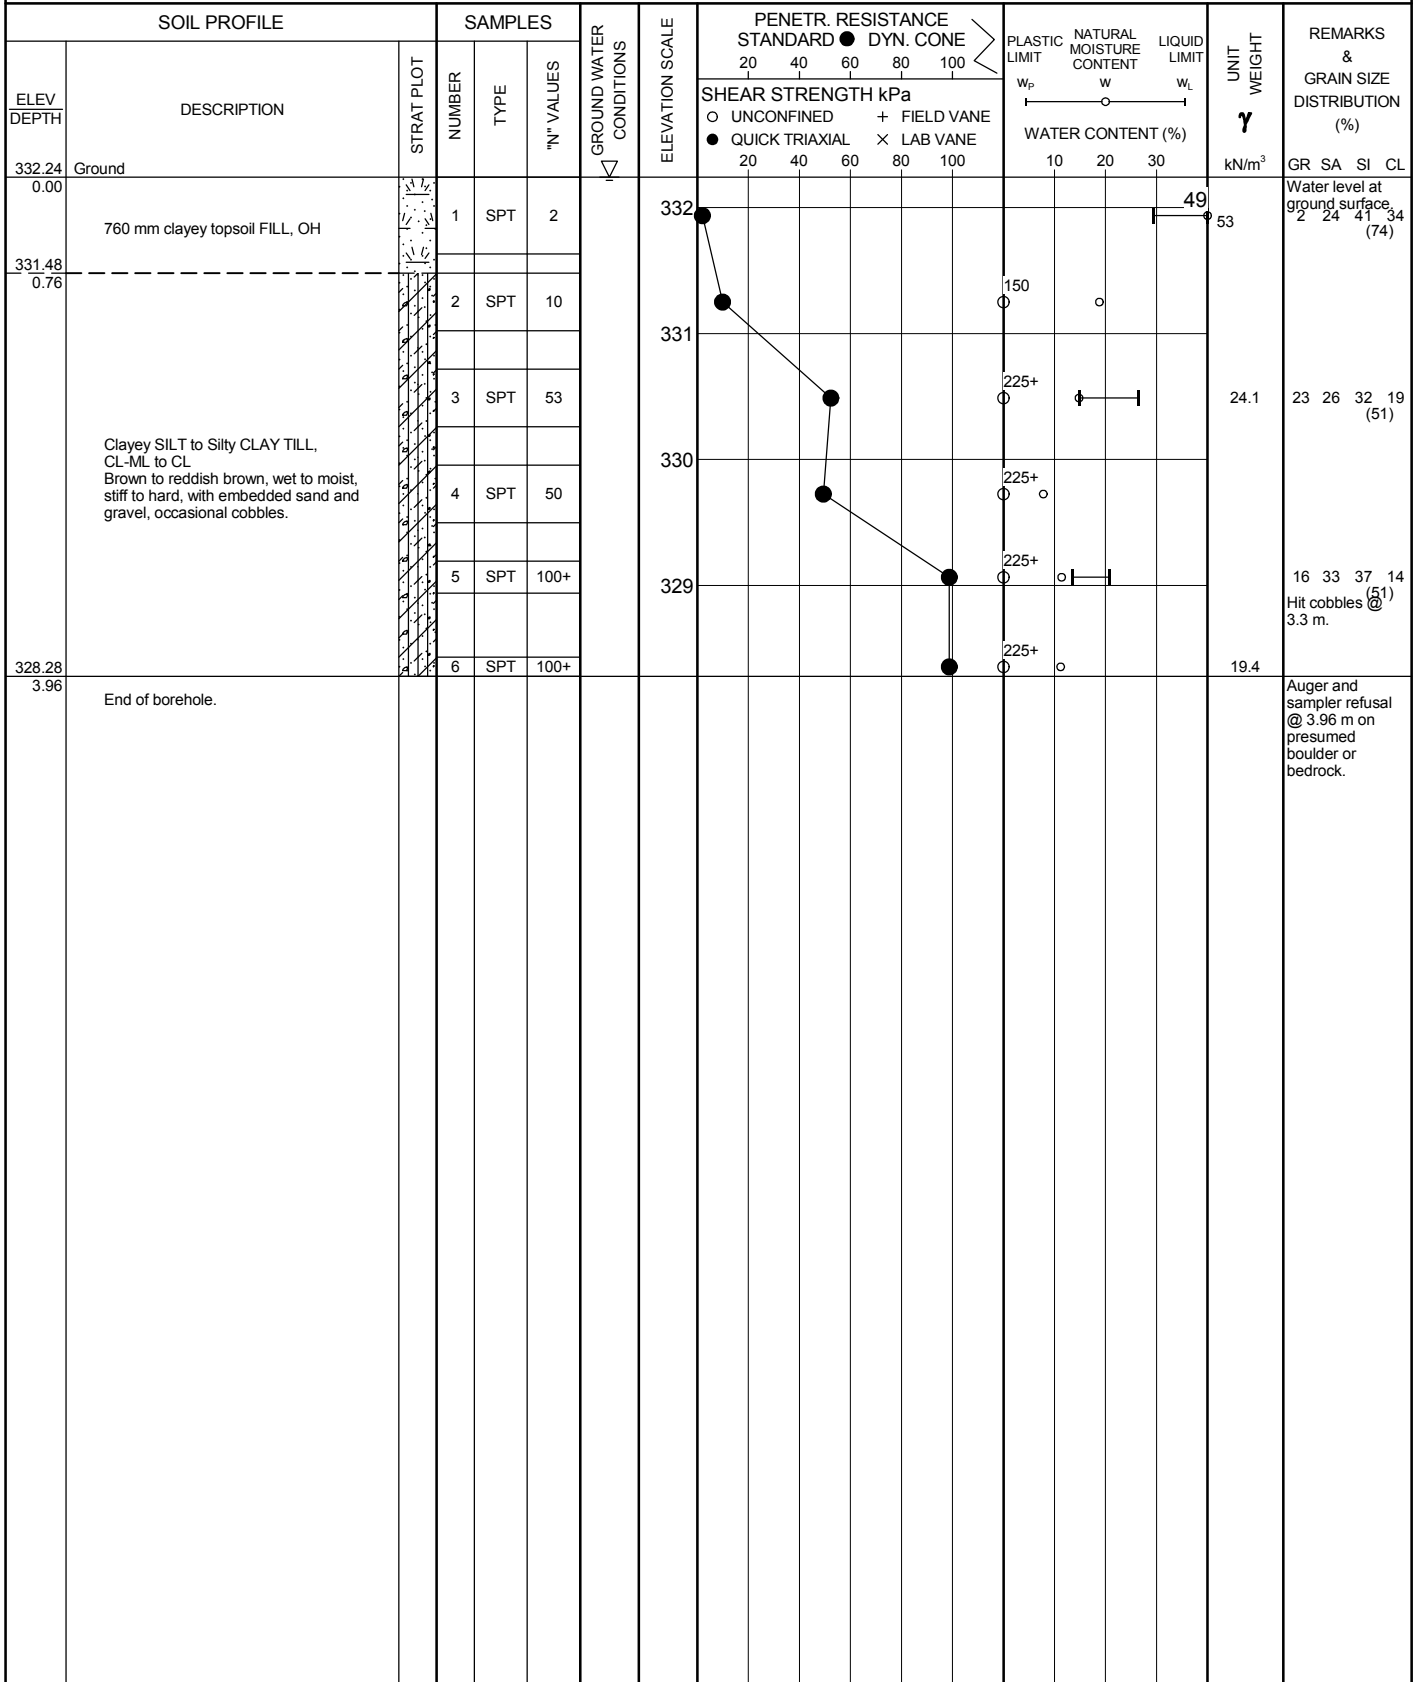 SOIL PROFILE
SAMPLES
GROUND WATER
CONDITIONS
ELEVATION SCALE
PENETR. RESISTANCE
STANDARD ● DYN. CONE
20 40 60 80 100
SHEAR STRENGTH kPa
○ UNCONFINED + FIELD VANE
● QUICK TRIAXIAL × LAB VANE
20 40 60 80 100
PLASTIC
LIMIT
NATURAL
MOISTURE
CONTENT
LIQUID
LIMIT
WP W WL
WATER CONTENT (%)
10 20 30
UNIT
WEIGHT
γ
kN/m³
REMARKS
&
GRAIN SIZE
DISTRIBUTION
(%)
GR SA SI CL
ELEV
DEPTH
DESCRIPTION
STRAT PLOT
NUMBER
TYPE
"N" VALUES
332.24 Ground
0.00
760 mm clayey topsoil FILL, OH
1 SPT 2
332
49
53
Water level at
ground surface.
2 24 41 34
(74)
331.48
0.76
2 SPT 10
150
331
3 SPT 53
225+
24.1
23 26 32 19
(51)
Clayey SILT to Silty CLAY TILL,
CL-ML to CL
Brown to reddish brown, wet to moist,
stiff to hard, with embedded sand and
gravel, occasional cobbles.
330
4 SPT 50
225+
5 SPT 100+
225+
329
16 33 37 14
(51)
Hit cobbles @
3.3 m.
328.28
6 SPT 100+
225+
19.4
3.96
End of borehole.
Auger and
sampler refusal
@ 3.96 m on
presumed
boulder or
bedrock.